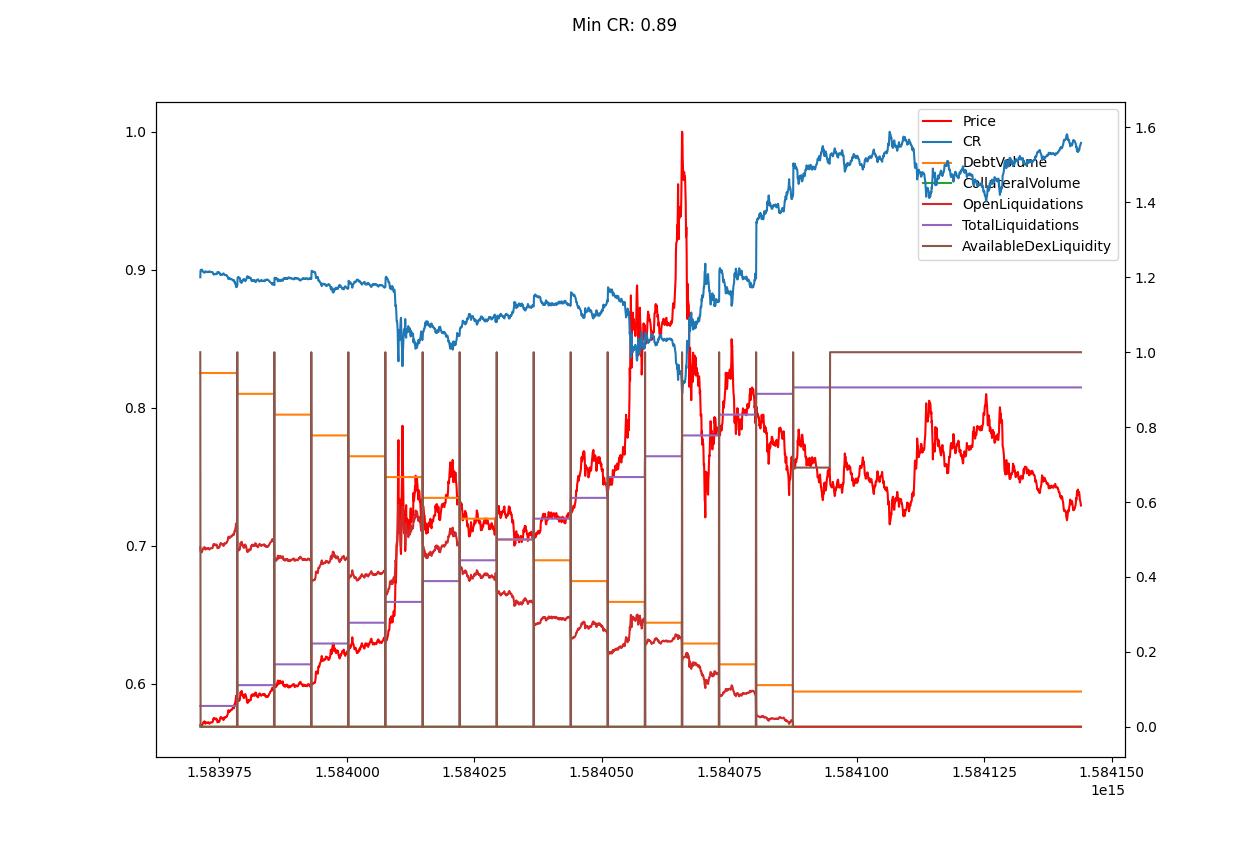 Min CR: 0.89
1.0
0.9
0.8
0.7
0.6
1.6
1.4
1.2
1.0
0.8
0.6
0.4
0.2
0.0
Price
CR
DebtVolume
CollateralVolume
OpenLiquidations
TotalLiquidations
AvailableDexLiquidity
1.583975 1.584000 1.584025 1.584050 1.584075 1.584100 1.584125 1.584150
1e15